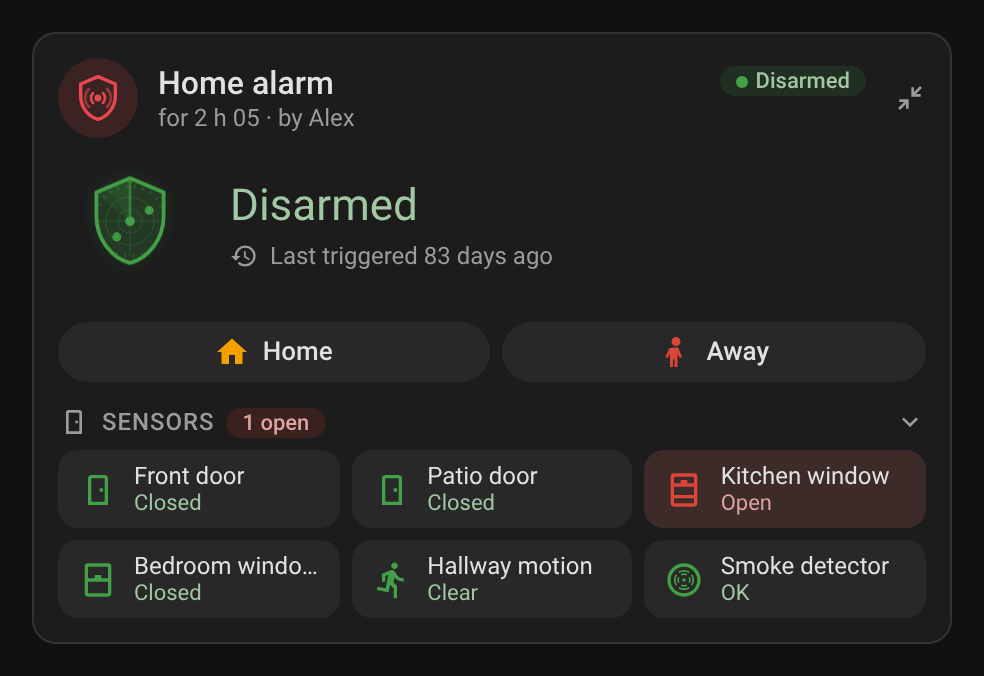 Home alarm
for 2 h 05 · by Alex
Disarmed
Disarmed
Last triggered 83 days ago
Home
Away
SENSORS
1 open
Front door
Closed
Patio door
Closed
Kitchen window
Open
Bedroom windo...
Closed
Hallway motion
Clear
Smoke detector
OK